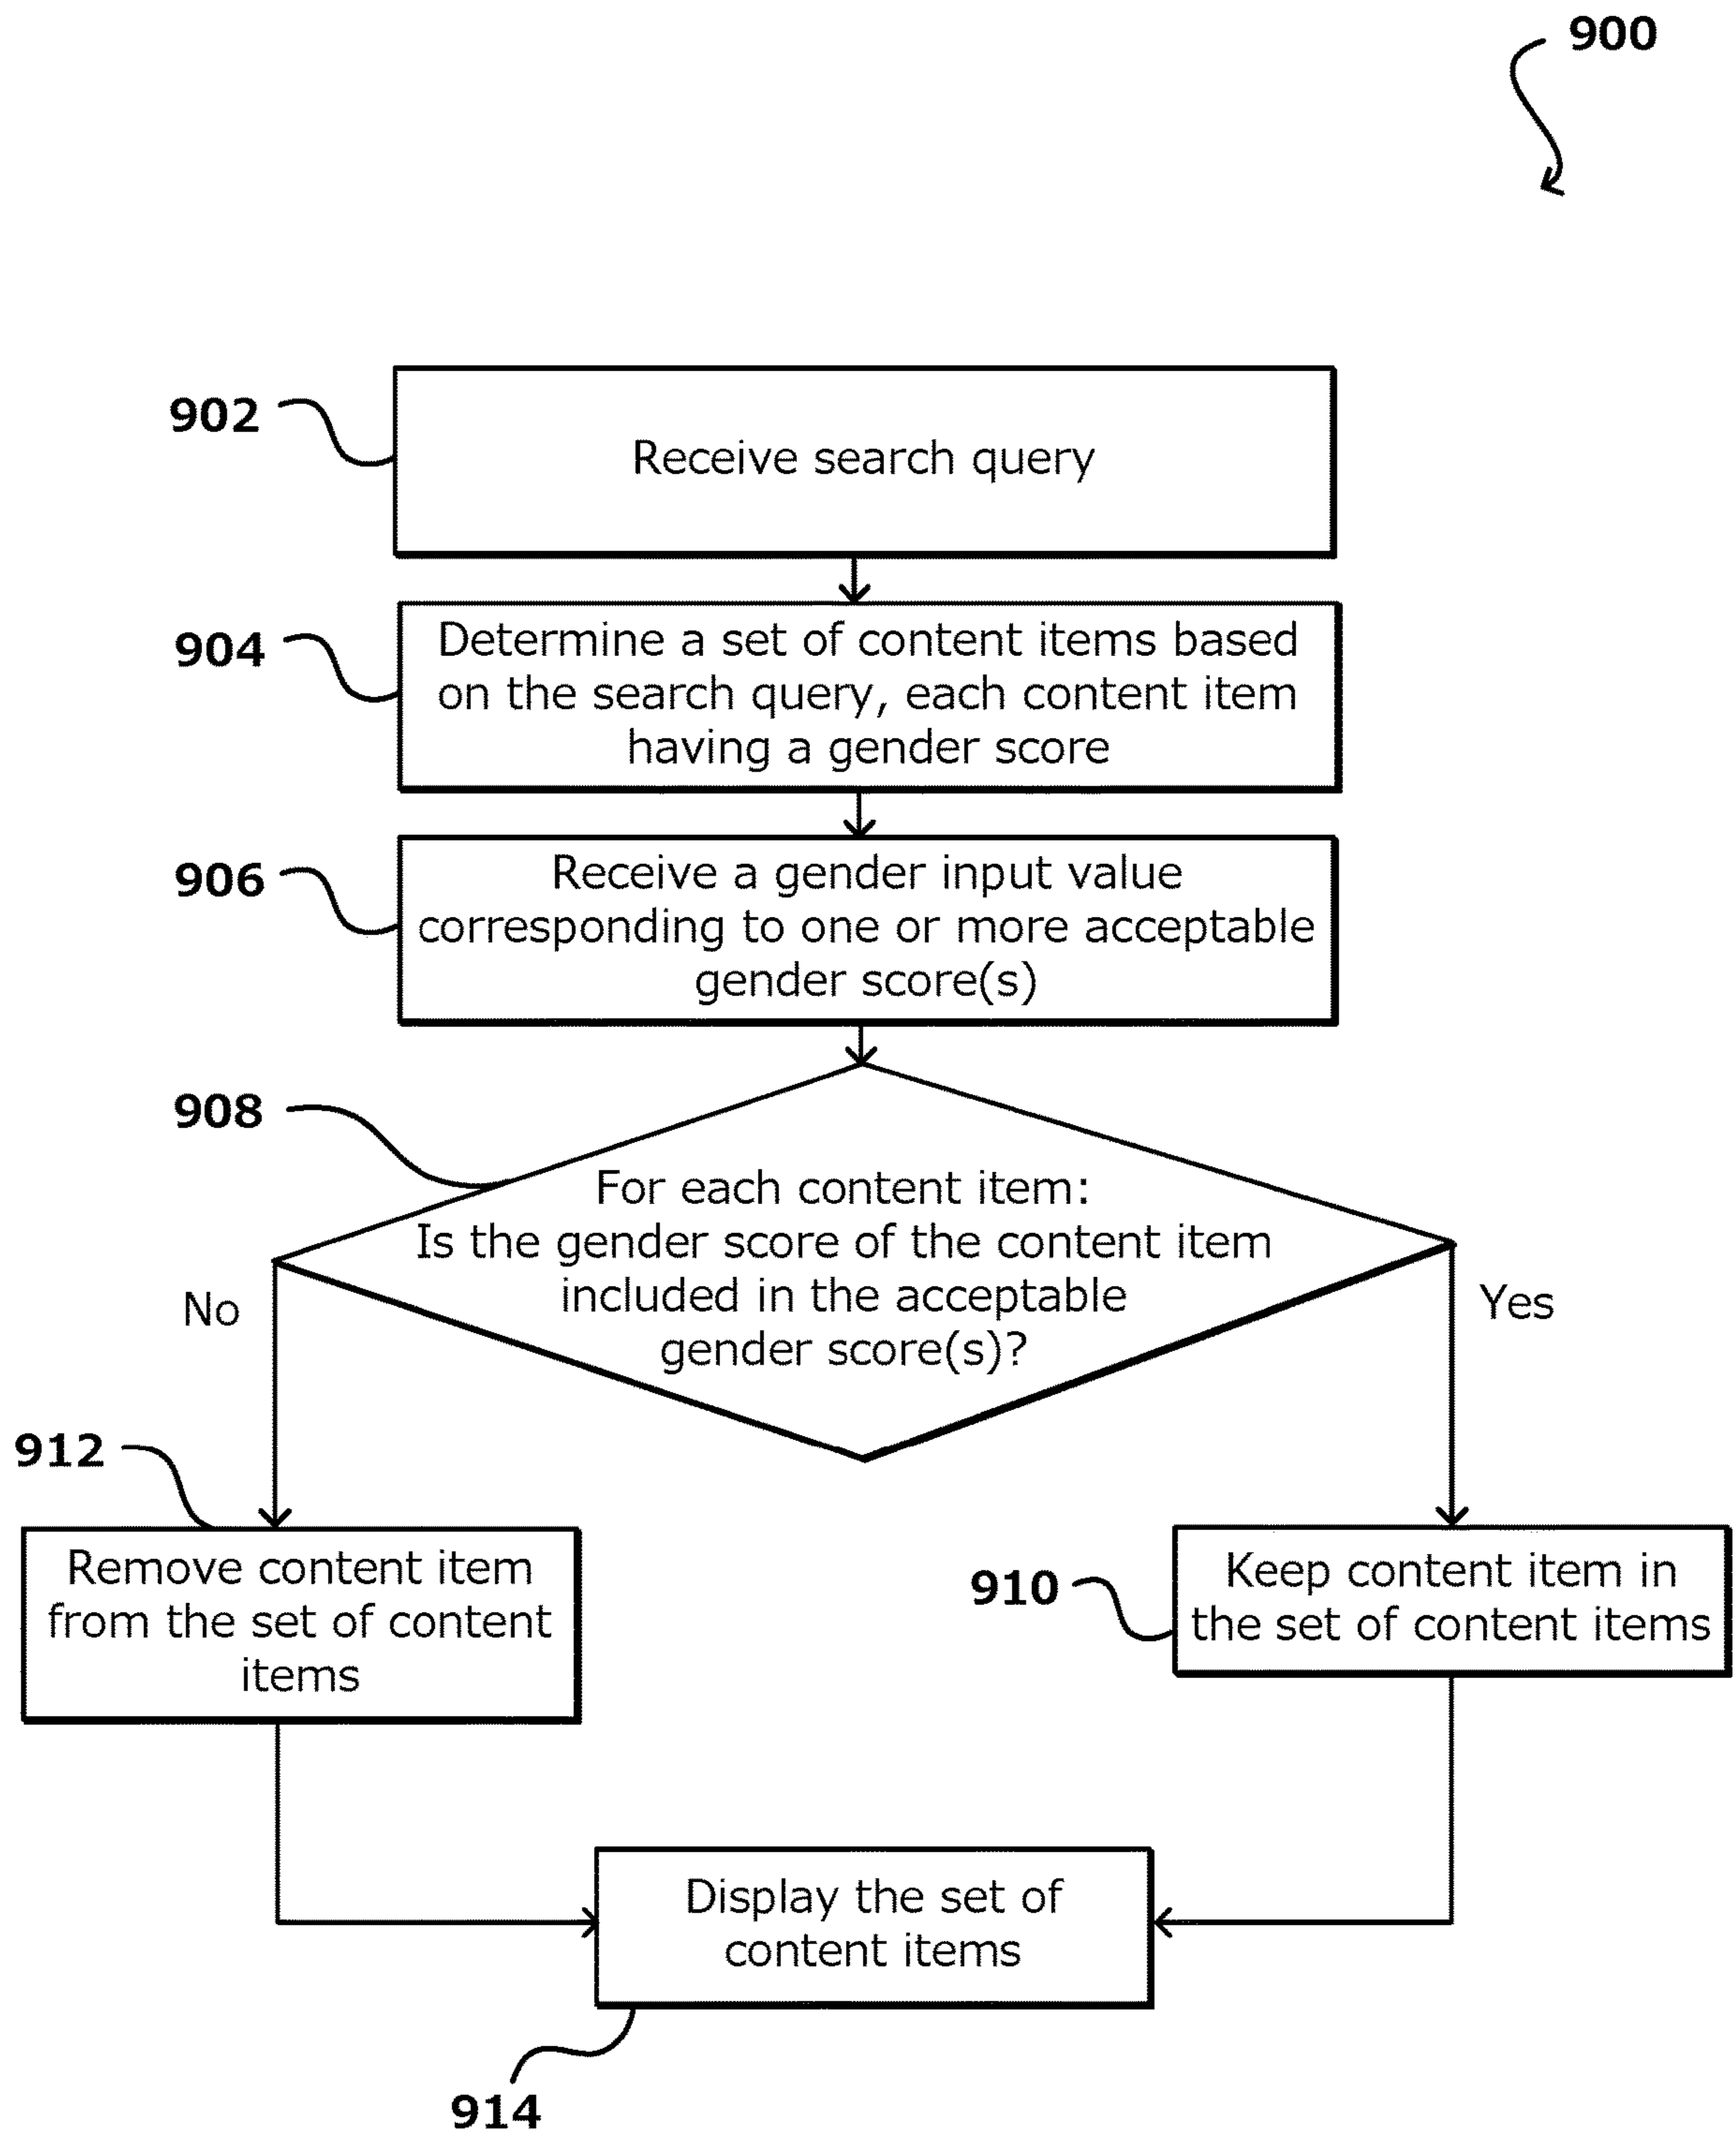 900
902
Receive search query
904
Determine a set of content items based
on the search query, each content item
having a gender score
906
Receive a gender input value
corresponding to one or more acceptable
gender score(s)
908
For each content item:
Is the gender score of the content item
included in the acceptable
gender score(s)?
No
Yes
912
Remove content item
from the set of content
items
910
Keep content item in
the set of content items
Display the set of
content items
914